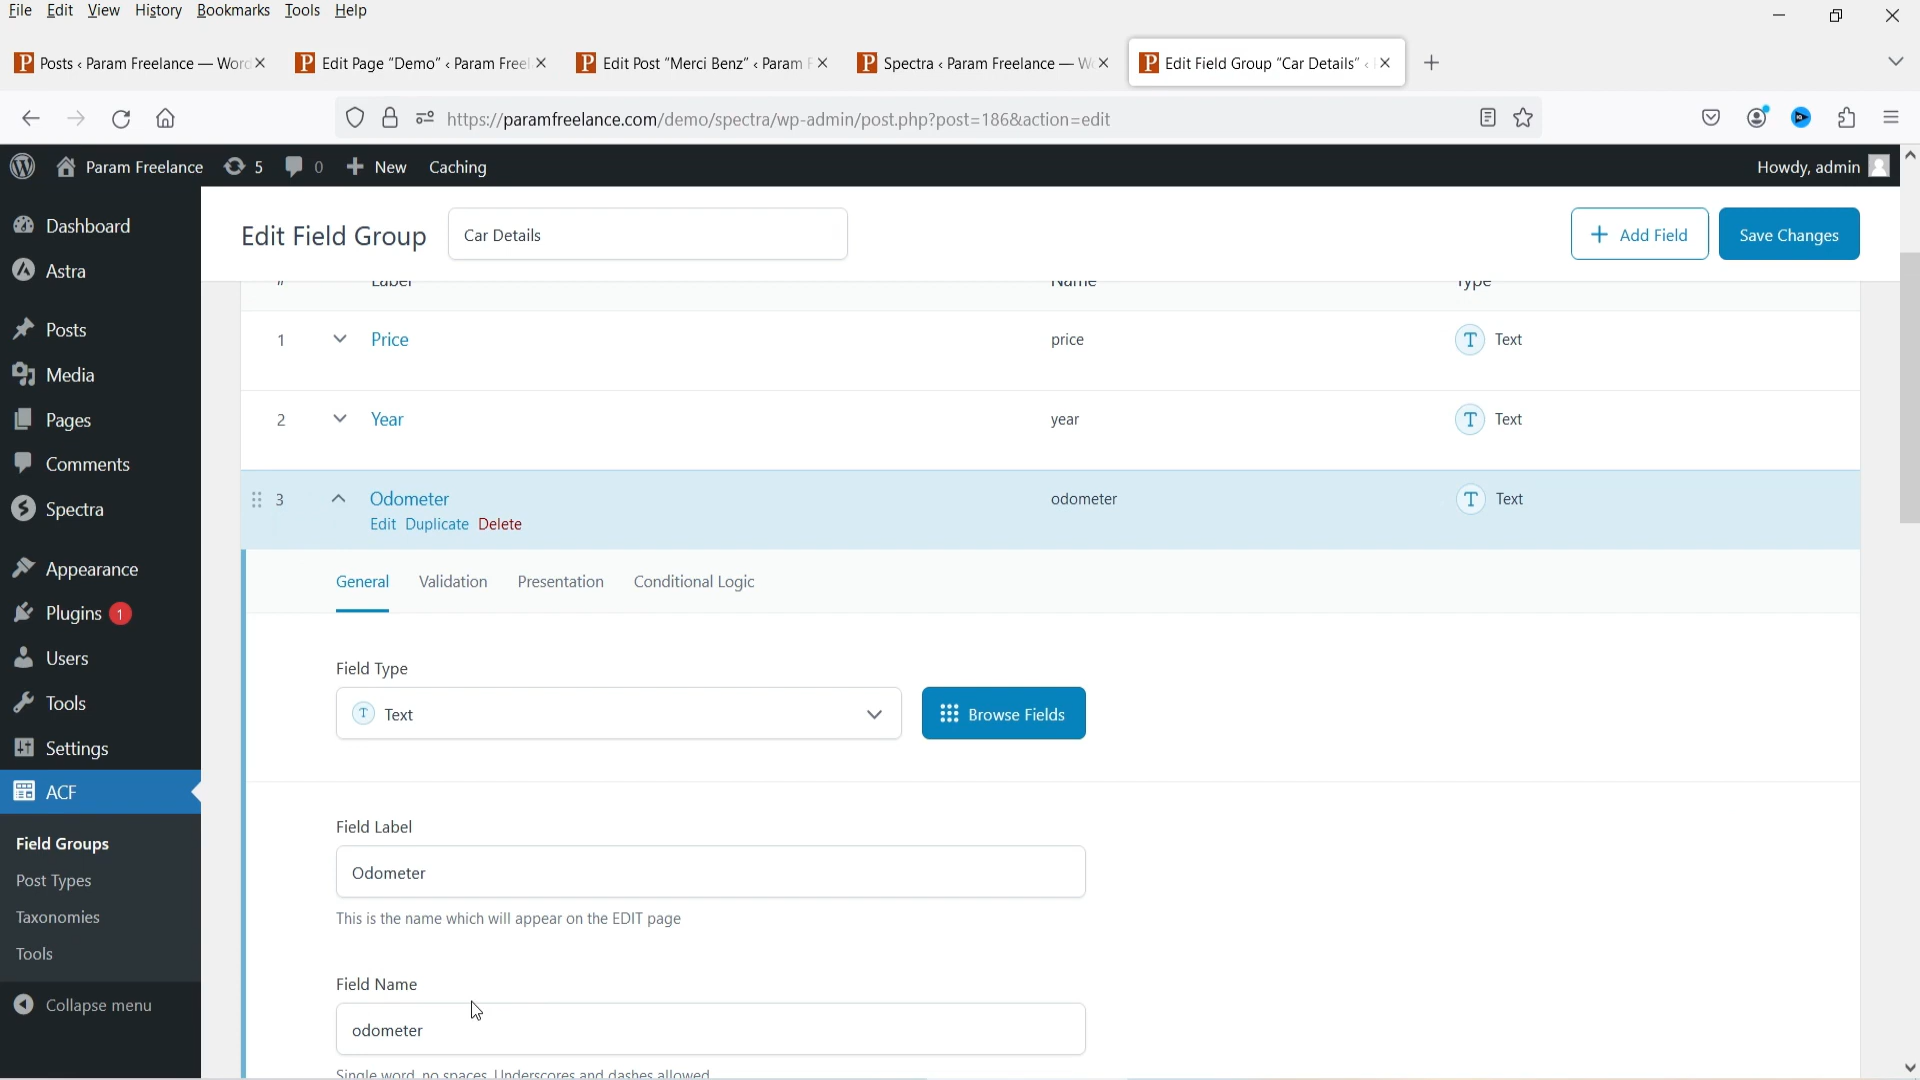 File Edit View History Bookmarks Tools Help
Posts ‹ Param Freelance — Word
Edit Page "Demo" ‹ Param Freel
Edit Post "Merci Benz" ‹ Param F
Spectra ‹ Param Freelance — W
Edit Field Group "Car Details" ‹
https://paramfreelance.com/demo/spectra/wp-admin/post.php?post=186&action=edit
Param Freelance 5 0 New Caching Howdy, admin
Dashboard
Astra
Posts
Media
Pages
Comments
Spectra
Appearance
Plugins 1
Users
Tools
Settings
ACF
Field Groups
Post Types
Taxonomies
Tools
Collapse menu
Edit Field Group Car Details + Add Field Save Changes
# Label Name Type
1 Price price T Text
2 Year year T Text
3 Odometer odometer T Text
Edit Duplicate Delete
General Validation Presentation Conditional Logic
Field Type
T Text Browse Fields
Field Label
Odometer
This is the name which will appear on the EDIT page
Field Name
odometer
Single word, no spaces. Underscores and dashes allowed